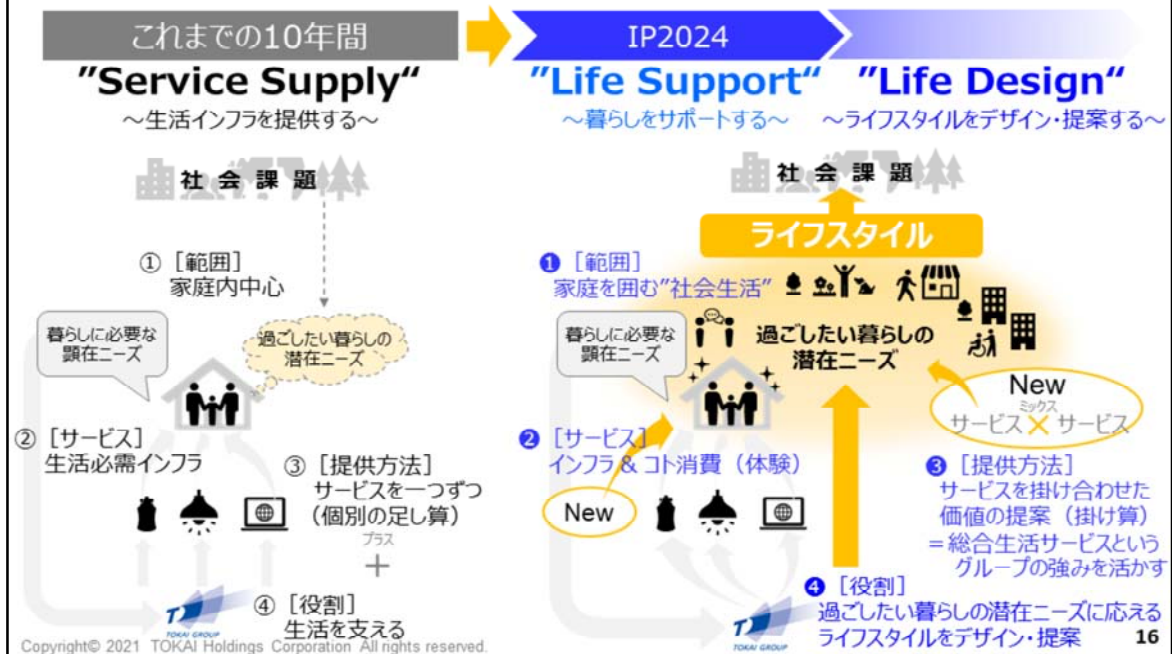 これまでの10年間
IP2024
”Service Supply“
～生活インフラを提供する～
”Life Support“
～暮らしをサポートする～
”Life Design“
～ライフスタイルをデザイン・提案する～
社会課題
① ［範囲］
家庭内中心
暮らしに必要な
顕在ニーズ
過ごしたい暮らしの
潜在ニーズ
② ［サービス］
生活必需インフラ
③ ［提供方法］
サービスを一つずつ
（個別の足し算）
プラス
＋
④ ［役割］
生活を支える
TOKAI GROUP
社会課題
ライフスタイル
❶ ［範囲］
家庭を囲む”社会生活”
暮らしに必要な
顕在ニーズ
過ごしたい暮らしの
潜在ニーズ
New
ミックス
サービス×サービス
❷ ［サービス］
インフラ＆コト消費（体験）
New
❸ ［提供方法］
サービスを掛け合わせた
価値の提案（掛け算）
＝総合生活サービスという
グループの強みを活かす
❹ ［役割］
過ごしたい暮らしの潜在ニーズに応える
ライフスタイルをデザイン・提案
TOKAI GROUP
Copyright© 2021 TOKAI Holdings Corporation All rights reserved.
16